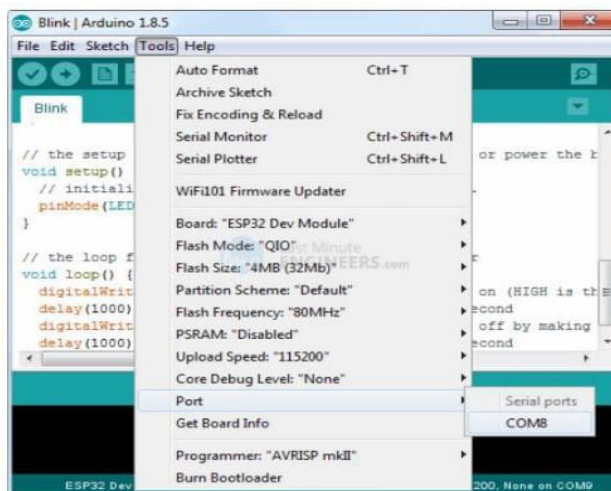 Blink | Arduino 1.8.5
File Edit Sketch Tools Help
Auto Format Ctrl+T
Archive Sketch
Fix Encoding & Reload
Serial Monitor Ctrl+Shift+M
Serial Plotter Ctrl+Shift+L
WiFi101 Firmware Updater
Board: "ESP32 Dev Module"
Flash Mode: "QIO"
Flash Size: "4MB (32Mb)"
Partition Scheme: "Default"
Flash Frequency: "80MHz"
PSRAM: "Disabled"
Upload Speed: "115200"
Core Debug Level: "None"
Port
Get Board Info
Programmer: "AVRISP mkII"
Burn Bootloader
Serial ports
COM8
Blink
// the setup
or power the b
void setup()
// initiali
pinMode(LED
}
// the loop f
void loop() {
digitalWrit
on (HIGH is th
delay(1000)
econd
digitalWrit
off by making
delay(1000)
econd
Minute
ENGINEERS.com
ESP32 Dev
200, None on COM9